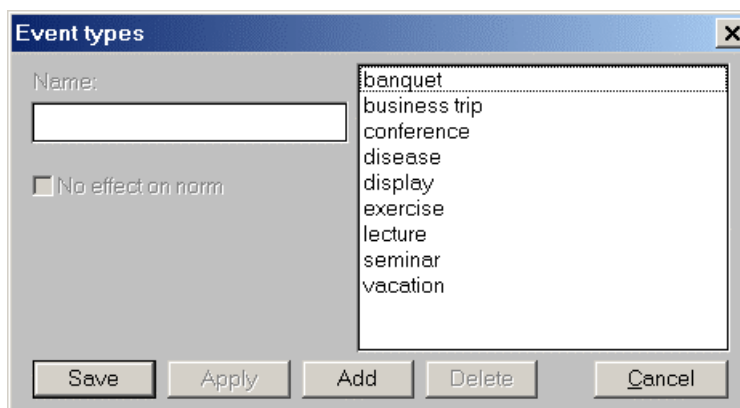 Event types
Name:
No effect on norm
banquet
business trip
conference
disease
display
exercise
lecture
seminar
vacation
Save Apply Add Delete Cancel